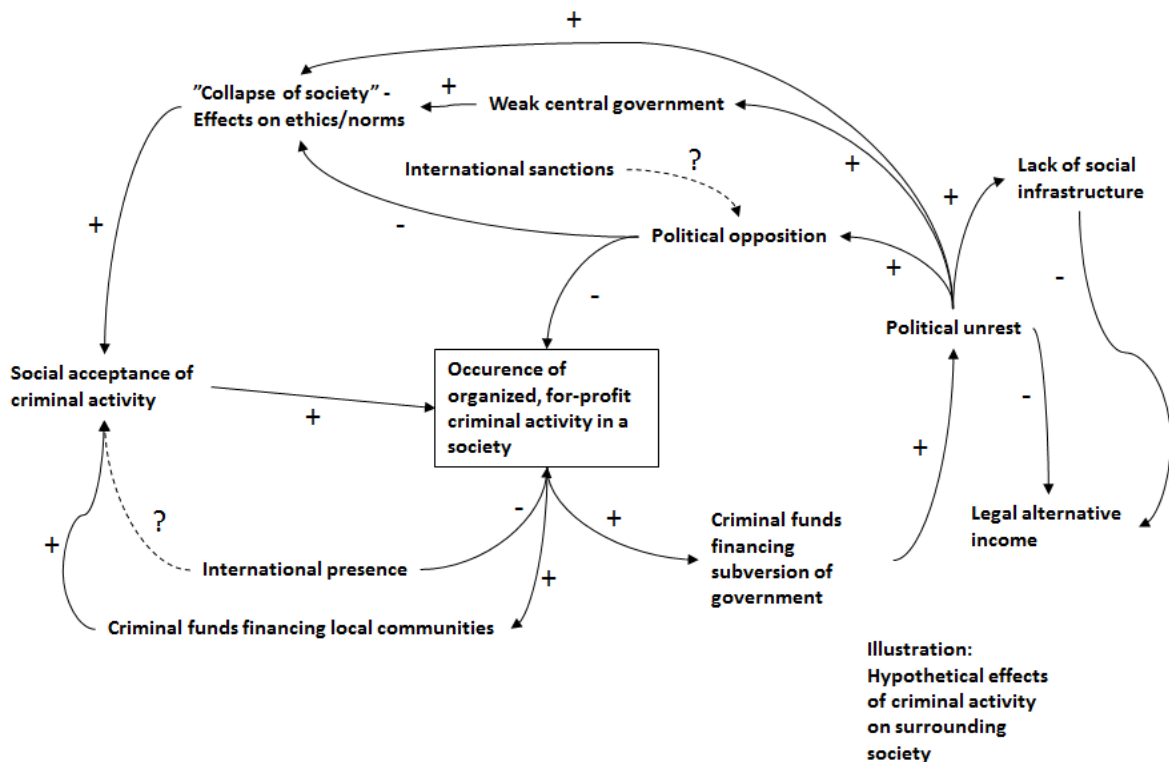 +
”Collapse of society” -
Effects on ethics/norms
+
Weak central government
International sanctions
?
+
+
Lack of social
infrastructure
+
-
Political opposition
+
-
-
Political unrest
Social acceptance of
criminal activity
+
Occurence of
organized, for-profit
criminal activity in a
society
-
+
?
+
-
+
Criminal funds
financing
subversion of
government
Legal alternative
income
International presence
+
Criminal funds financing local communities
Illustration:
Hypothetical effects
of criminal activity
on surrounding
society